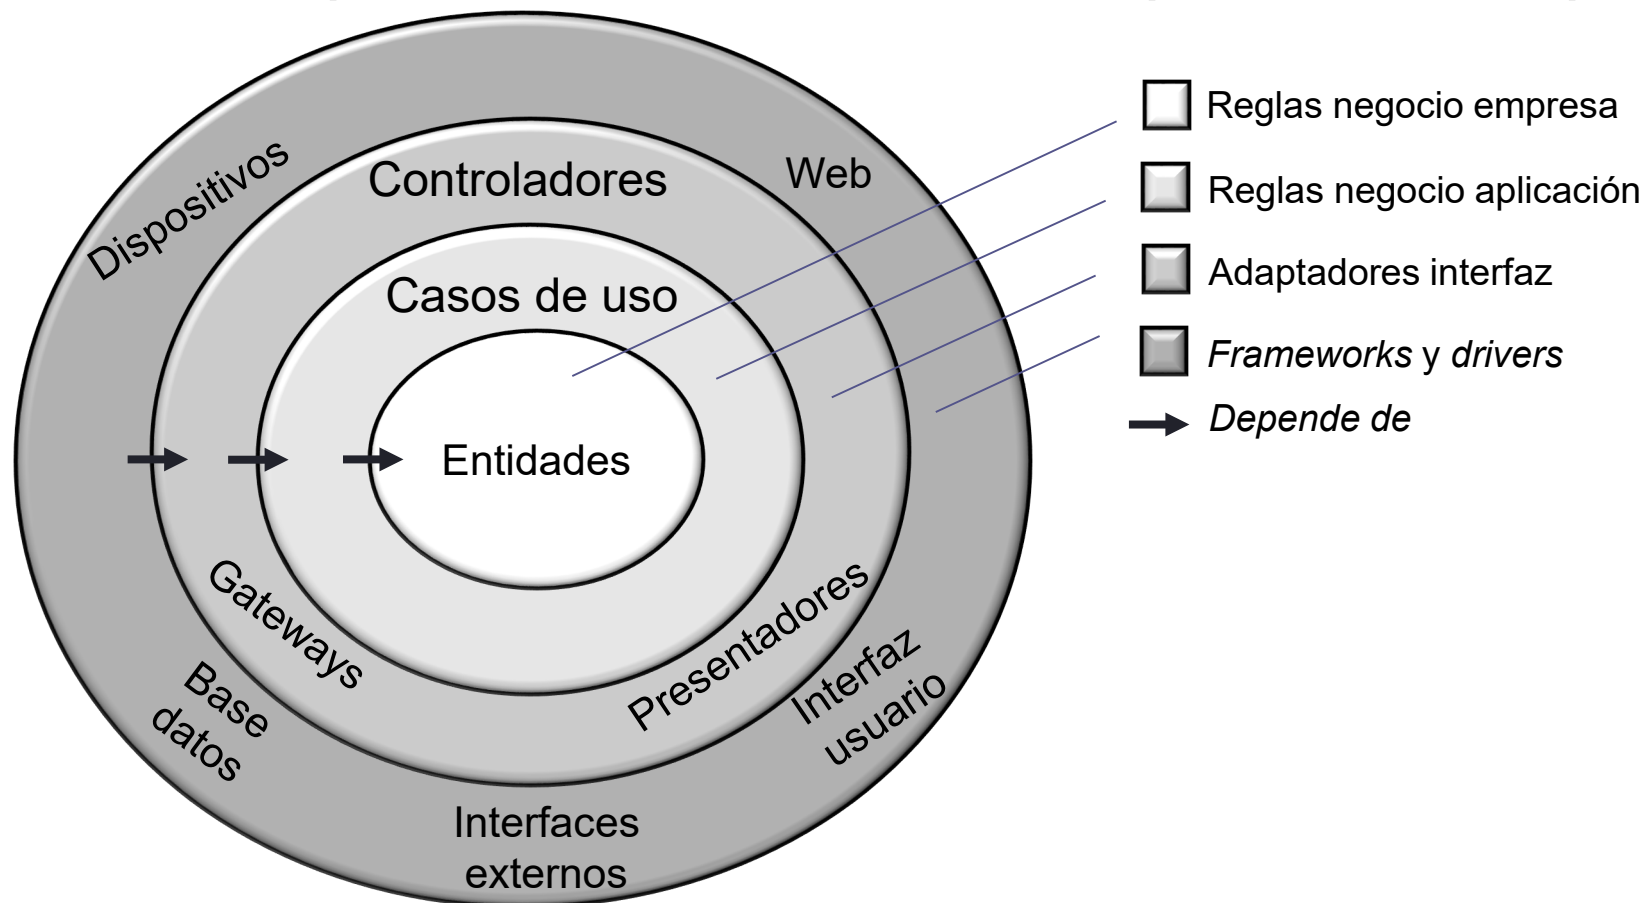 Dispositivos
Controladores
Web
Casos de uso
Entidades
Gateways
Presentadores
Base
datos
Interfaz
usuario
Interfaces
externos
Reglas negocio empresa
Reglas negocio aplicación
Adaptadores interfaz
Frameworks y drivers
Depende de